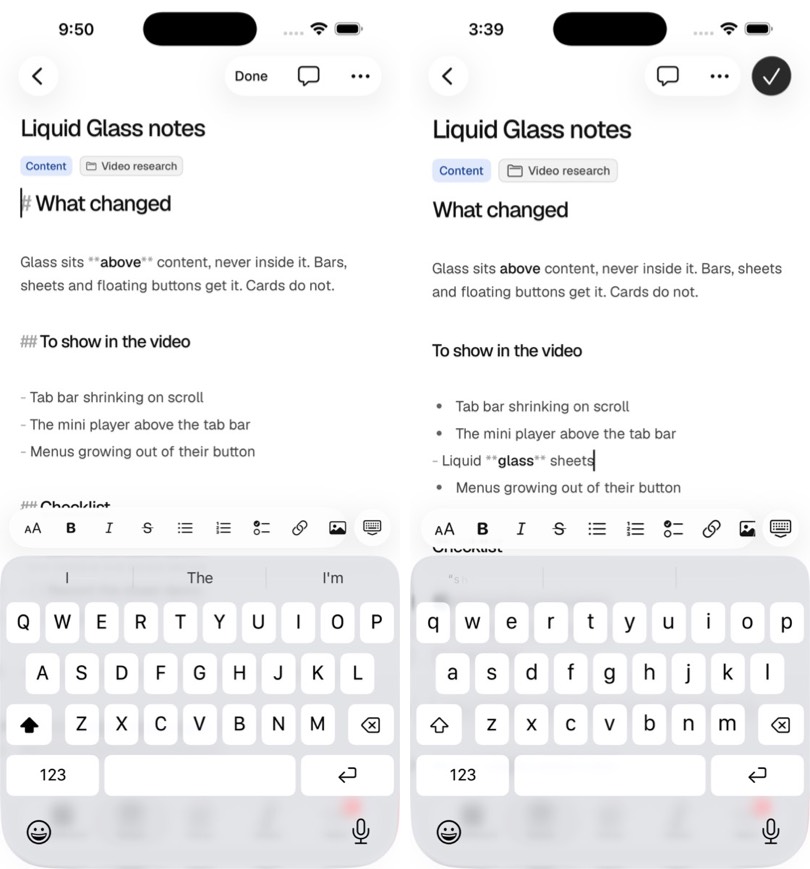 9:50
Done
Liquid Glass notes
Content
Video research
# What changed
Glass sits **above** content, never inside it. Bars,
sheets and floating buttons get it. Cards do not.
## To show in the video
- Tab bar shrinking on scroll
- The mini player above the tab bar
- Menus growing out of their button
## Checklist
AA B I S
I The I'm
Q W E R T Y U I O P
A S D F G H J K L
Z X C V B N M
123
3:39
Liquid Glass notes
Content
Video research
What changed
Glass sits above content, never inside it. Bars, sheets
and floating buttons get it. Cards do not.
To show in the video
• Tab bar shrinking on scroll
• The mini player above the tab bar
- Liquid **glass** sheets
• Menus growing out of their button
Checklist
AA B I S
q w e r t y u i o p
a s d f g h j k l
z x c v b n m
123